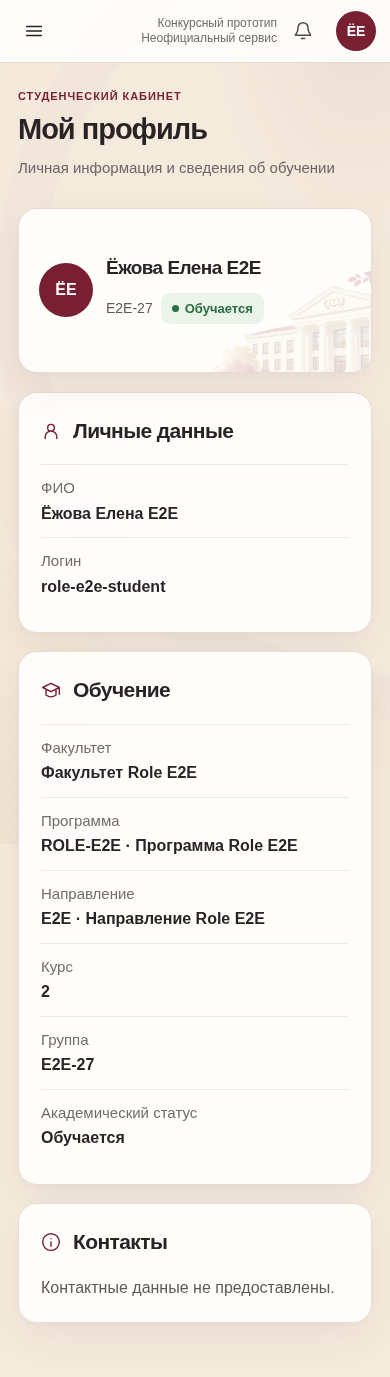 Конкурсный прототип
Неофициальный сервис
ЁЕ
СТУДЕНЧЕСКИЙ КАБИНЕТ
Мой профиль
Личная информация и сведения об обучении
ЁЕ
Ёжова Елена E2E
E2E-27
Обучается
Личные данные
ФИО
Ёжова Елена E2E
Логин
role-e2e-student
Обучение
Факультет
Факультет Role E2E
Программа
ROLE-E2E · Программа Role E2E
Направление
E2E · Направление Role E2E
Курс
2
Группа
E2E-27
Академический статус
Обучается
Контакты
Контактные данные не предоставлены.